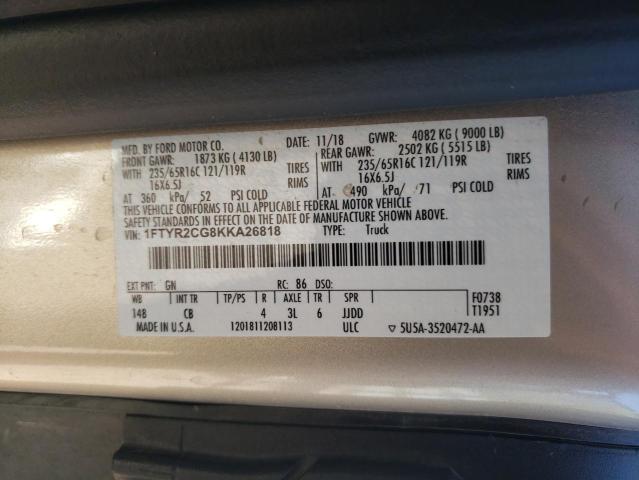 MFD. BY FORD MOTOR CO. DATE: 11/18 GVWR: 4082 KG ( 9000 LB)
FRONT GAWR: 1873 KG ( 4130 LB) REAR GAWR: 2502 KG ( 5515 LB)
WITH 235/65R16C 121/119R TIRES WITH 235/65R16C 121/119R TIRES
16X6.5J RIMS 16X6.5J RIMS
AT 360 kPa/ 52 PSI COLD AT 490 kPa/ 71 PSI COLD
THIS VEHICLE CONFORMS TO ALL APPLICABLE FEDERAL MOTOR VEHICLE
SAFETY STANDARDS IN EFFECT ON THE DATE OF MANUFACTURE SHOWN ABOVE.
VIN: 1FTYR2CG8KKA26818 TYPE: Truck
EXT PNT: GN RC: 86 DSO:
WB INT TR TP/PS R AXLE TR SPR F0738
14B CB 4 3L 6 JJDD T1951
MADE IN U.S.A. 1201811208113 ULC ▽ 5U5A-3520472-AA